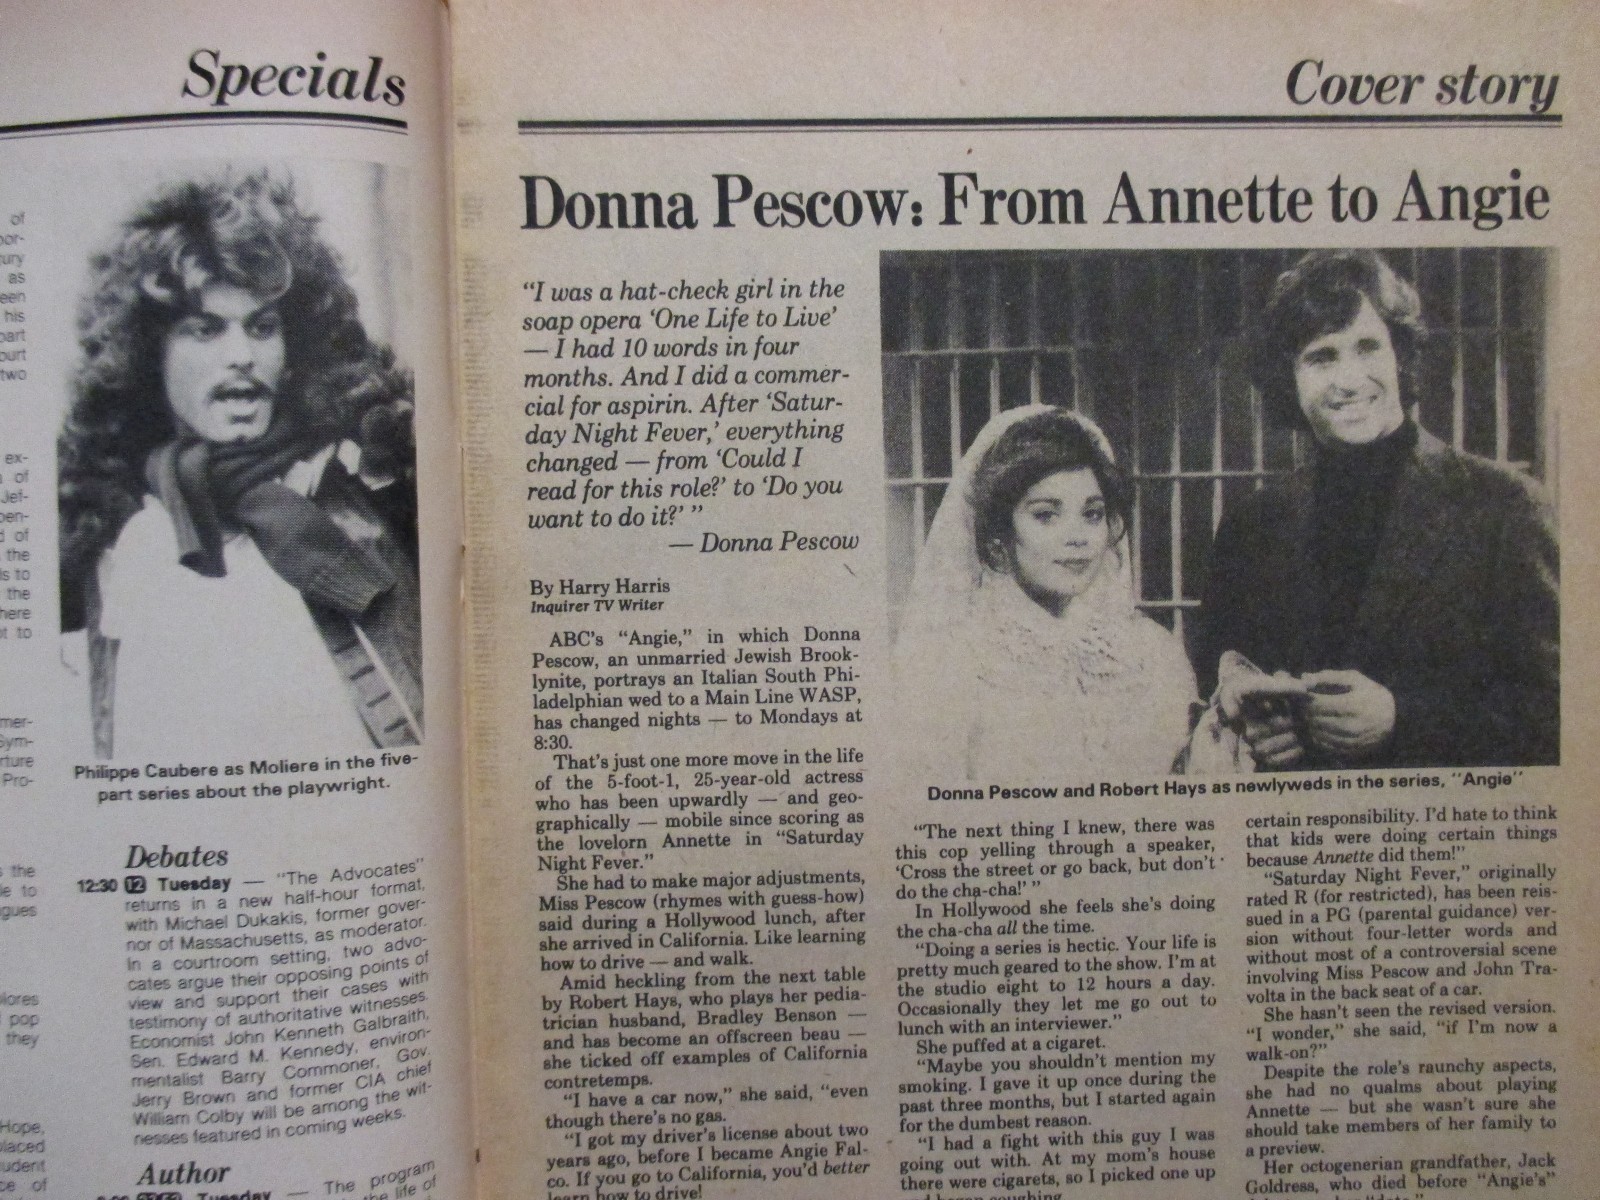 Specials
of
his
as
two
of
the
the
to
Philippe Caubere as Moliere in the five-
part series about the playwright.
Debates
12:30 12 Tuesday — "The Advocates"
returns in a new half-hour format,
with Michael Dukakis, former gover-
nor of Massachusetts, as moderator.
In a courtroom setting, two advo-
cates argue their opposing points of
view and support their cases with
testimony of authoritative witnesses.
Economist John Kenneth Galbraith,
Sen. Edward M. Kennedy, environ-
mentalist Barry Commoner, Gov.
Jerry Brown and former CIA chief
William Colby will be among the wit-
nesses featured in coming weeks.
Author
Tuesday — The program
the life of
Cover story
Donna Pescow: From Annette to Angie
"I was a hat-check girl in the
soap opera 'One Life to Live'
— I had 10 words in four
months. And I did a commer-
cial for aspirin. After 'Satur-
day Night Fever,' everything
changed — from 'Could I
read for this role?' to 'Do you
want to do it?' "
— Donna Pescow
By Harry Harris
Inquirer TV Writer
ABC's "Angie," in which Donna
Pescow, an unmarried Jewish Brook-
lynite, portrays an Italian South Phi-
ladelphian wed to a Main Line WASP,
has changed nights — to Mondays at
8:30.
That's just one more move in the life
of the 5-foot-1, 25-year-old actress
who has been upwardly — and geo-
graphically — mobile since scoring as
the lovelorn Annette in "Saturday
Night Fever."
She had to make major adjustments,
Miss Pescow (rhymes with guess-how)
said during a Hollywood lunch, after
she arrived in California. Like learning
how to drive — and walk.
Amid heckling from the next table
by Robert Hays, who plays her pedia-
trician husband, Bradley Benson —
and has become an offscreen beau —
she ticked off examples of California
contretemps.
"I have a car now," she said, "even
though there's no gas.
"I got my driver's license about two
years ago, before I became Angie Fal-
co. If you go to California, you'd better
learn how to drive!
Donna Pescow and Robert Hays as newlyweds in the series, "Angie"
"The next thing I knew, there was
this cop yelling through a speaker,
'Cross the street or go back, but don't
do the cha-cha!' "
In Hollywood she feels she's doing
the cha-cha all the time.
"Doing a series is hectic. Your life is
pretty much geared to the show. I'm at
the studio eight to 12 hours a day.
Occasionally they let me go out to
lunch with an interviewer."
She puffed at a cigaret.
"Maybe you shouldn't mention my
smoking. I gave it up once during the
past three months, but I started again
for the dumbest reason.
"I had a fight with this guy I was
going out with. At my mom's house
there were cigarets, so I picked one up
and began coughing.
certain responsibility. I'd hate to think
that kids were doing certain things
because Annette did them!"
"Saturday Night Fever," originally
rated R (for restricted), has been reis-
sued in a PG (parental guidance) ver-
sion without four-letter words and
without most of a controversial scene
involving Miss Pescow and John Tra-
volta in the back seat of a car.
She hasn't seen the revised version.
"I wonder," she said, "if I'm now a
walk-on?"
Despite the role's raunchy aspects,
she had no qualms about playing
Annette — but she wasn't sure she
should take members of her family to
a preview.
Her octogenerian grandfather, Jack
Goldress, who died before "Angie's"